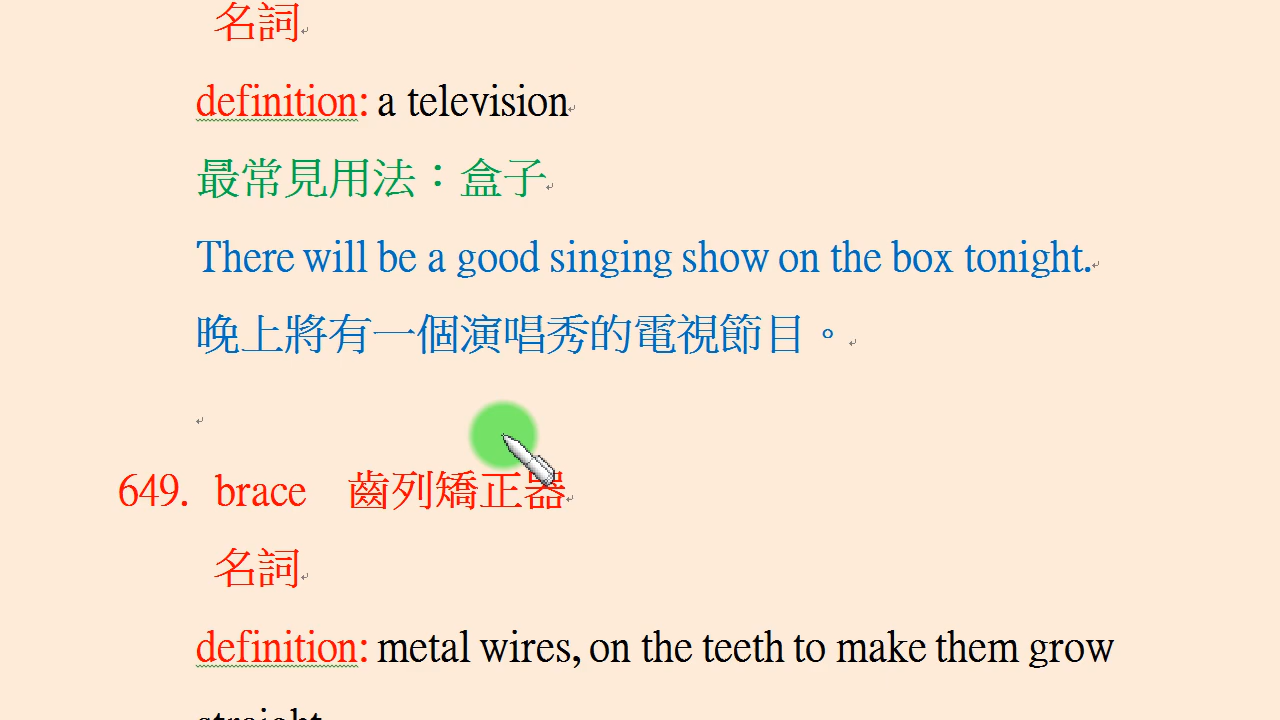 名詞
definition: a television
最常見用法：盒子
There will be a good singing show on the box tonight.
晚上將有一個演唱秀的電視節目。
649. brace 齒列矯正器
名詞
definition: metal wires, on the teeth to make them grow
straight